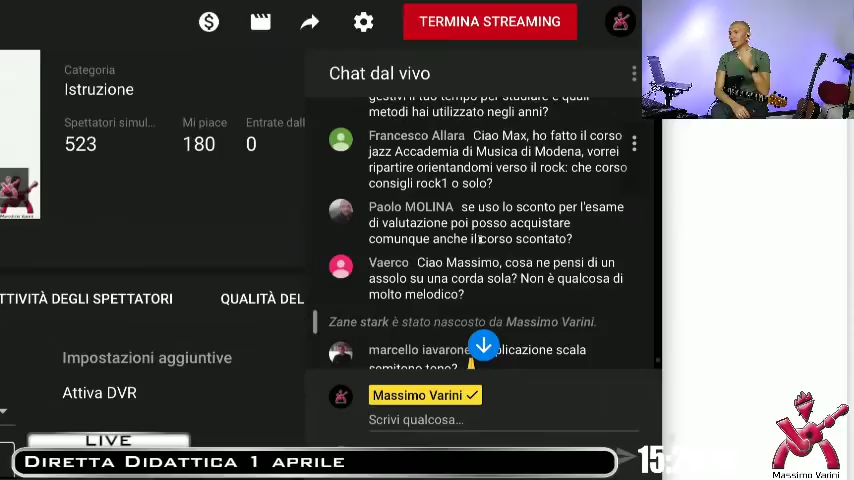 TERMINA STREAMING
Categoria
Istruzione
Spettatori simul... Mi piace Entrate dall
523 180 0
Chat dal vivo
gestivi il tuo tempo per studiare e quali
metodi hai utilizzato negli anni?
Francesco Allara Ciao Max, ho fatto il corso
jazz Accademia di Musica di Modena, vorrei
ripartire orientandomi verso il rock: che corso
consigli rock1 o solo?
Paolo MOLINA se uso lo sconto per l'esame
di valutazione poi posso acquistare
comunque anche il corso scontato?
Vaerco Ciao Massimo, cosa ne pensi di un
assolo su una corda sola? Non è qualcosa di
molto melodico?
Zane stark è stato nascosto da Massimo Varini.
marcello iavarone plicazione scala
semitono tono?
TTIVITÀ DEGLI SPETTATORI QUALITÀ DEL
Impostazioni aggiuntive
Attiva DVR
Massimo Varini
Scrivi qualcosa...
LIVE
DIRETTA DIDATTICA 1 APRILE
15:2
Massimo Varini